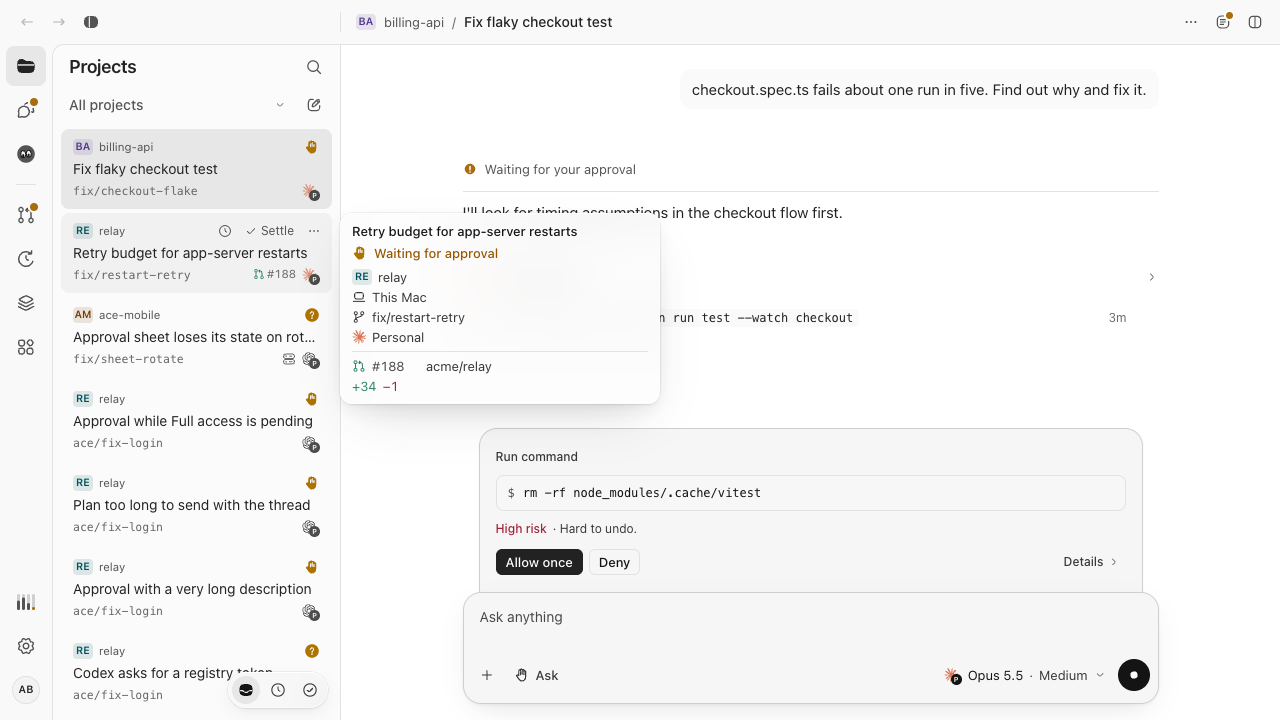 BA billing-api / Fix flaky checkout test
Projects
All projects
BA billing-api
Fix flaky checkout test
fix/checkout-flake
P
RE relay Settle
Retry budget for app-server restarts
fix/restart-retry #188
P
AM ace-mobile
Approval sheet loses its state on rot...
fix/sheet-rotate
P
RE relay
Approval while Full access is pending
ace/fix-login
P
RE relay
Plan too long to send with the thread
ace/fix-login
P
RE relay
Approval with a very long description
ace/fix-login
P
RE relay
Codex asks for a registry token
ace/fix-login
AB
checkout.spec.ts fails about one run in five. Find out why and fix it.
Waiting for your approval
I'll look for timing assumptions in the checkout flow first.
Retry budget for app-server restarts
Waiting for approval
RE relay
This Mac
fix/restart-retry
Personal
#188 acme/relay
+34 −1
run test --watch checkout 3m
Run command
$ rm -rf node_modules/.cache/vitest
High risk · Hard to undo.
Allow once Deny Details
Ask anything
Ask P Opus 5.5 · Medium